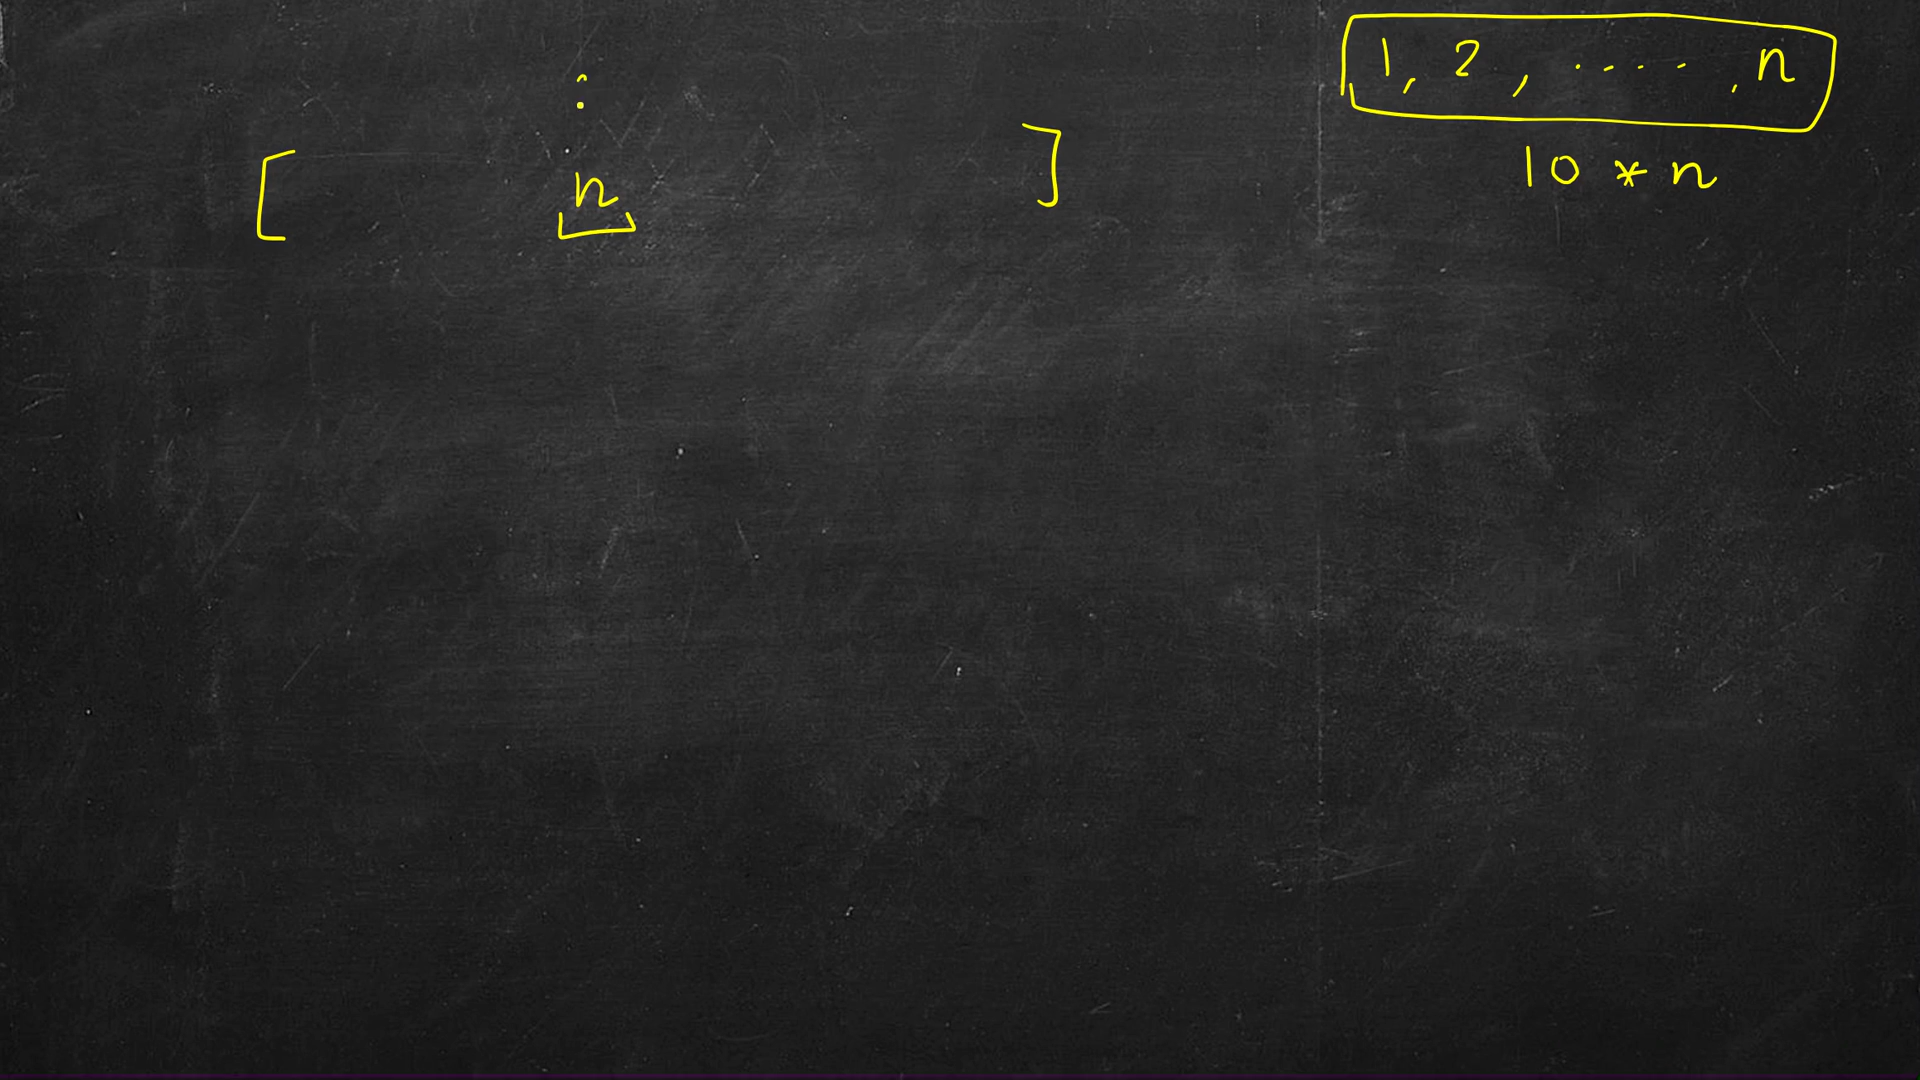 1, 2, ....., n
:
[ n ]
10 * n